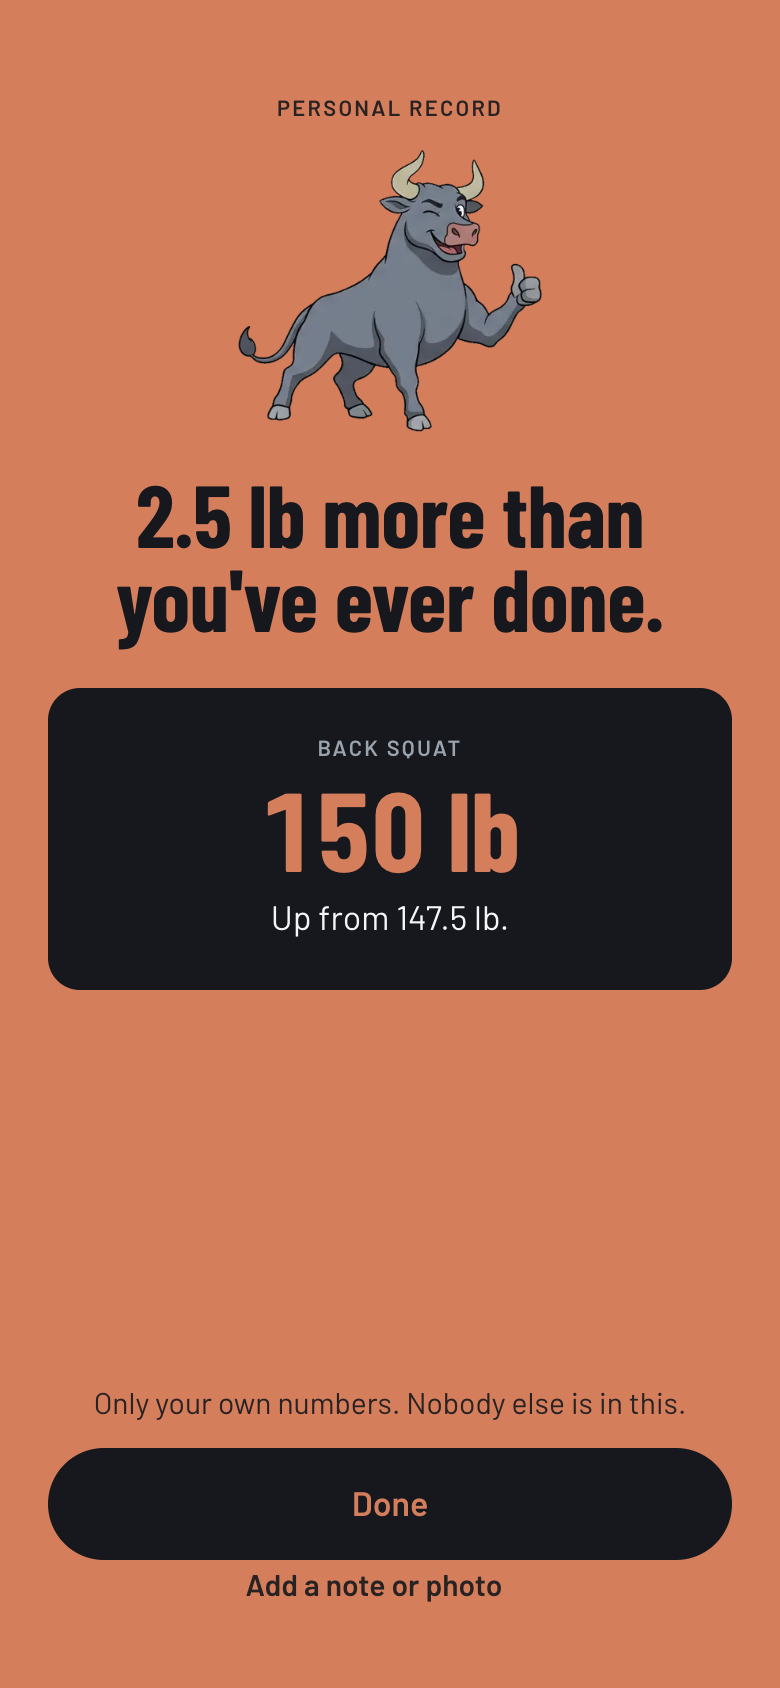 PERSONAL RECORD
2.5 lb more than
you've ever done.
BACK SQUAT
150 lb
Up from 147.5 lb.
Only your own numbers. Nobody else is in this.
Done
Add a note or photo